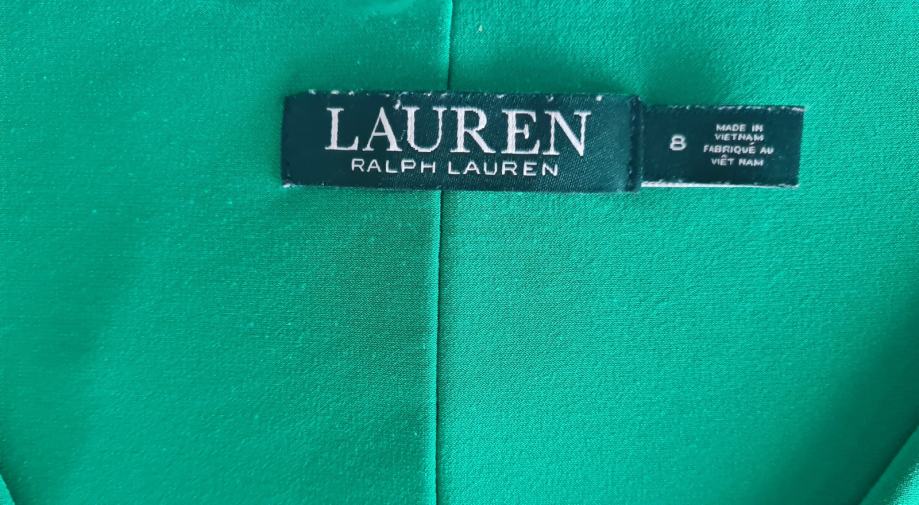 LAUREN
RALPH LAUREN
8
MADE IN
VIETNAM
FABRIQUÉ AU
VIÊT NAM